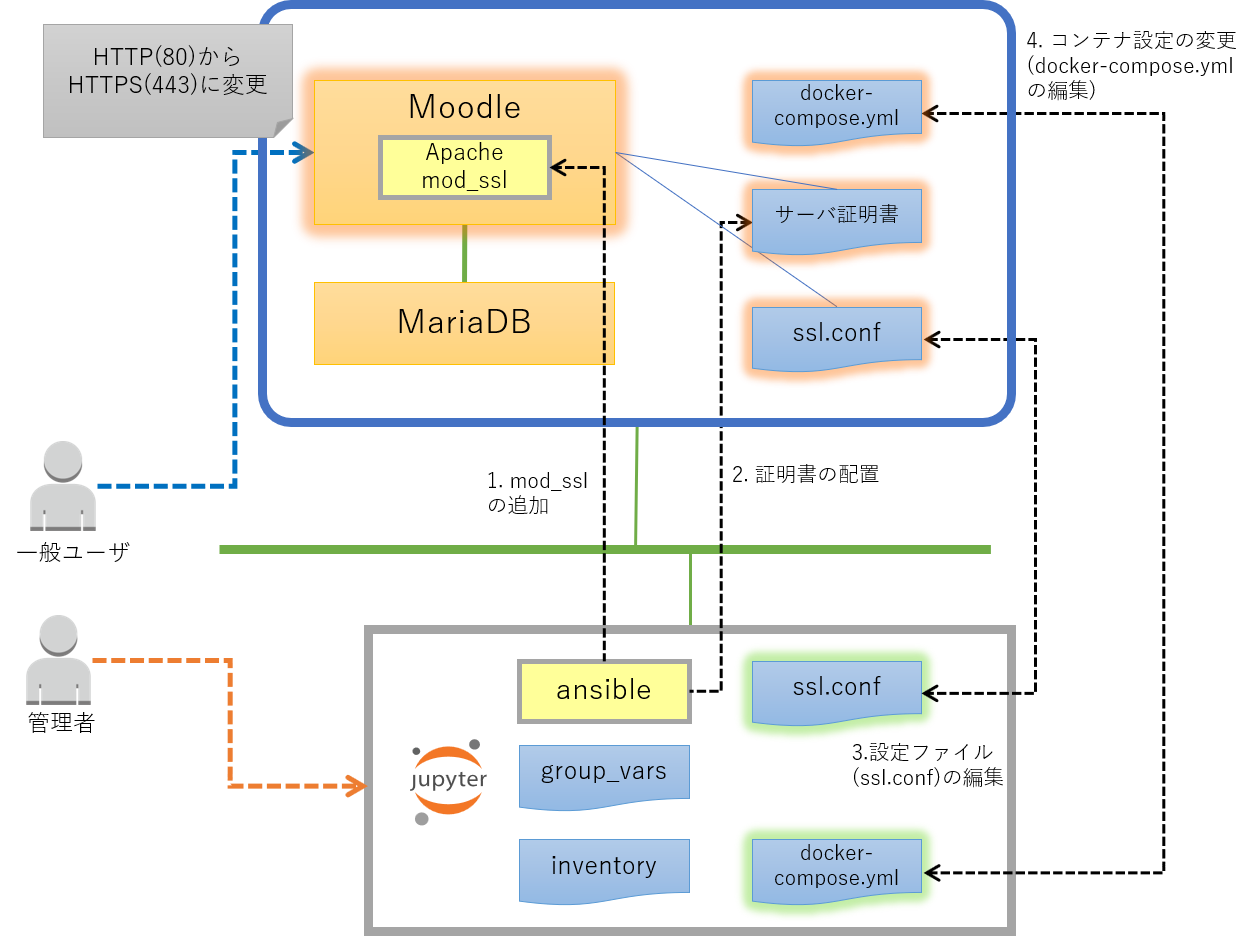 HTTP(80)から
HTTPS(443)に変更
Moodle
Apache
mod_ssl
MariaDB
docker-
compose.yml
サーバ証明書
ssl.conf
4. コンテナ設定の変更
(docker-compose.yml
の編集）
1. mod_ssl
の追加
2. 証明書の配置
一般ユーザ
管理者
ansible
ssl.conf
jupyter
group_vars
3.設定ファイル
(ssl.conf)の編集
inventory
docker-
compose.yml